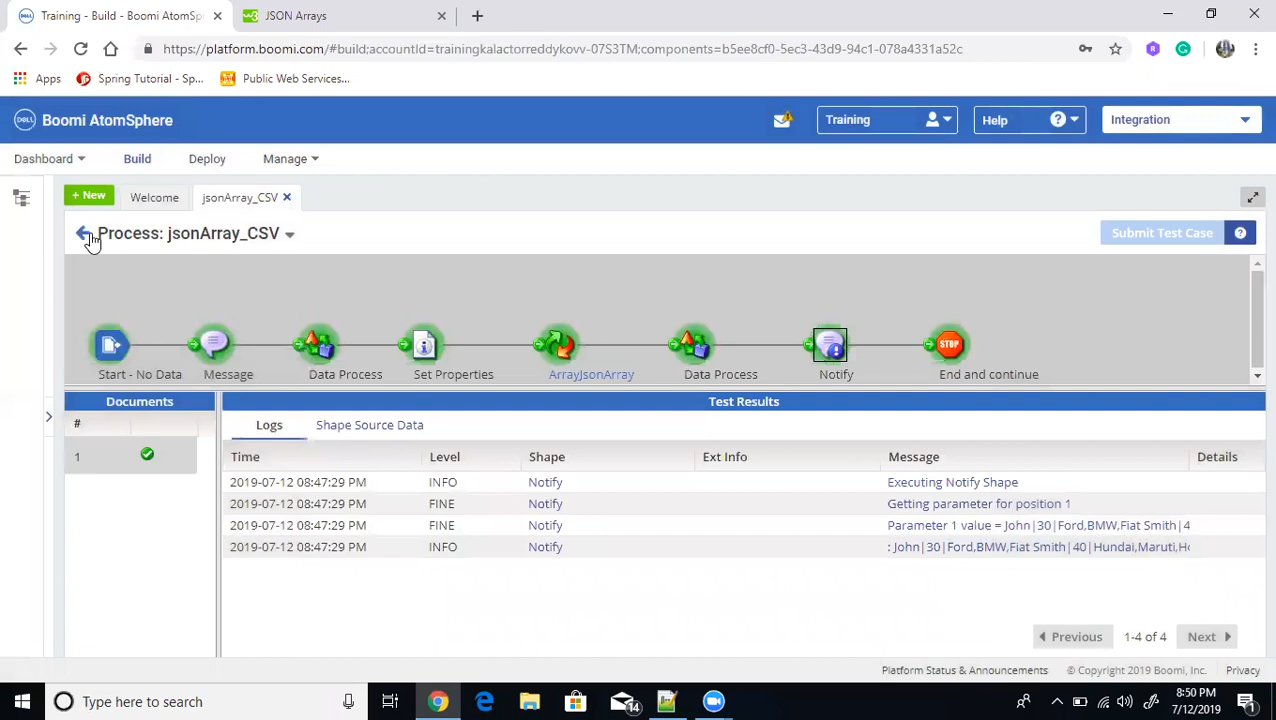 Training - Build - Boomi AtomSp
JSON Arrays
https://platform.boomi.com/#build;accountId=trainingkalactorreddykovv-07S3TM;components=b5ee8cf0-5ec3-43d9-94c1-078a4331a52c
Apps
Spring Tutorial - Sp...
Public Web Services...
DELL
Boomi AtomSphere
Training
Help
Integration
Dashboard
Build
Deploy
Manage
+ New
Welcome
jsonArray_CSV
Process: jsonArray_CSV
Submit Test Case
STOP
Start - No Data
Message
Data Process
Set Properties
ArrayJsonArray
Data Process
Notify
End and continue
Documents
Test Results
#
Logs
Shape Source Data
Time
Level
Shape
Ext Info
Message
Details
1
2019-07-12 08:47:29 PM INFO Notify Executing Notify Shape
2019-07-12 08:47:29 PM FINE Notify Getting parameter for position 1
2019-07-12 08:47:29 PM FINE Notify Parameter 1 value = John|30|Ford,BMW,Fiat Smith|4
2019-07-12 08:47:29 PM INFO Notify : John|30|Ford,BMW,Fiat Smith|40|Hundai,Maruti,Ho
Previous
1-4 of 4
Next
Platform Status & Announcements
© Copyright 2019 Boomi, Inc.
Privacy
Type here to search
14
8:50 PM
7/12/2019
1